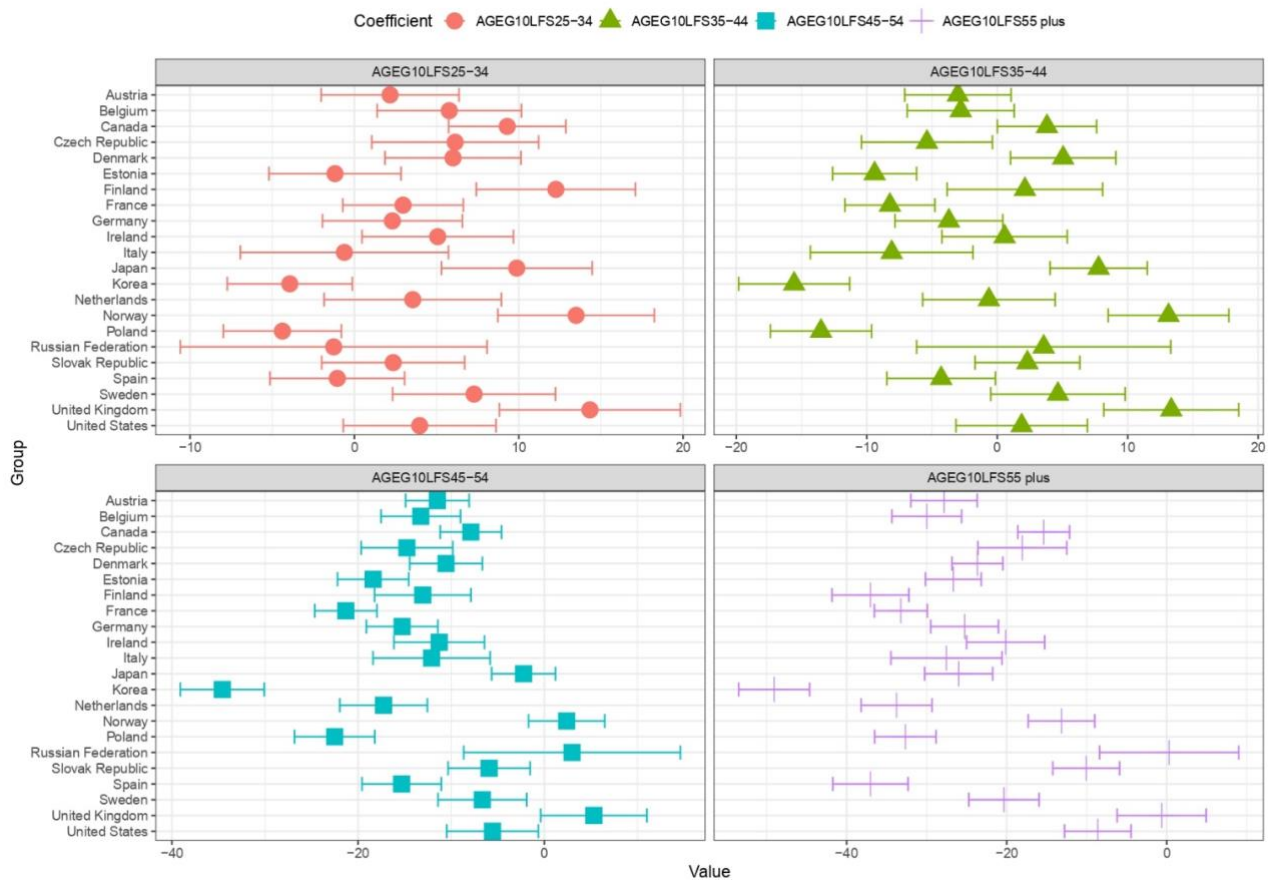 Coefficient AGEG10LFS25−34 AGEG10LFS35−44 AGEG10LFS45−54 AGEG10LFS55 plus
AGEG10LFS25−34
Austria
Belgium
Canada
Czech Republic
Denmark
Estonia
Finland
France
Germany
Ireland
Italy
Japan
Korea
Netherlands
Norway
Poland
Russian Federation
Slovak Republic
Spain
Sweden
United Kingdom
United States
−10 0 10 20
AGEG10LFS35−44
−20 −10 0 10 20
Group
AGEG10LFS45−54
Austria
Belgium
Canada
Czech Republic
Denmark
Estonia
Finland
France
Germany
Ireland
Italy
Japan
Korea
Netherlands
Norway
Poland
Russian Federation
Slovak Republic
Spain
Sweden
United Kingdom
United States
−40 −20 0
AGEG10LFS55 plus
−40 −20 0
Value